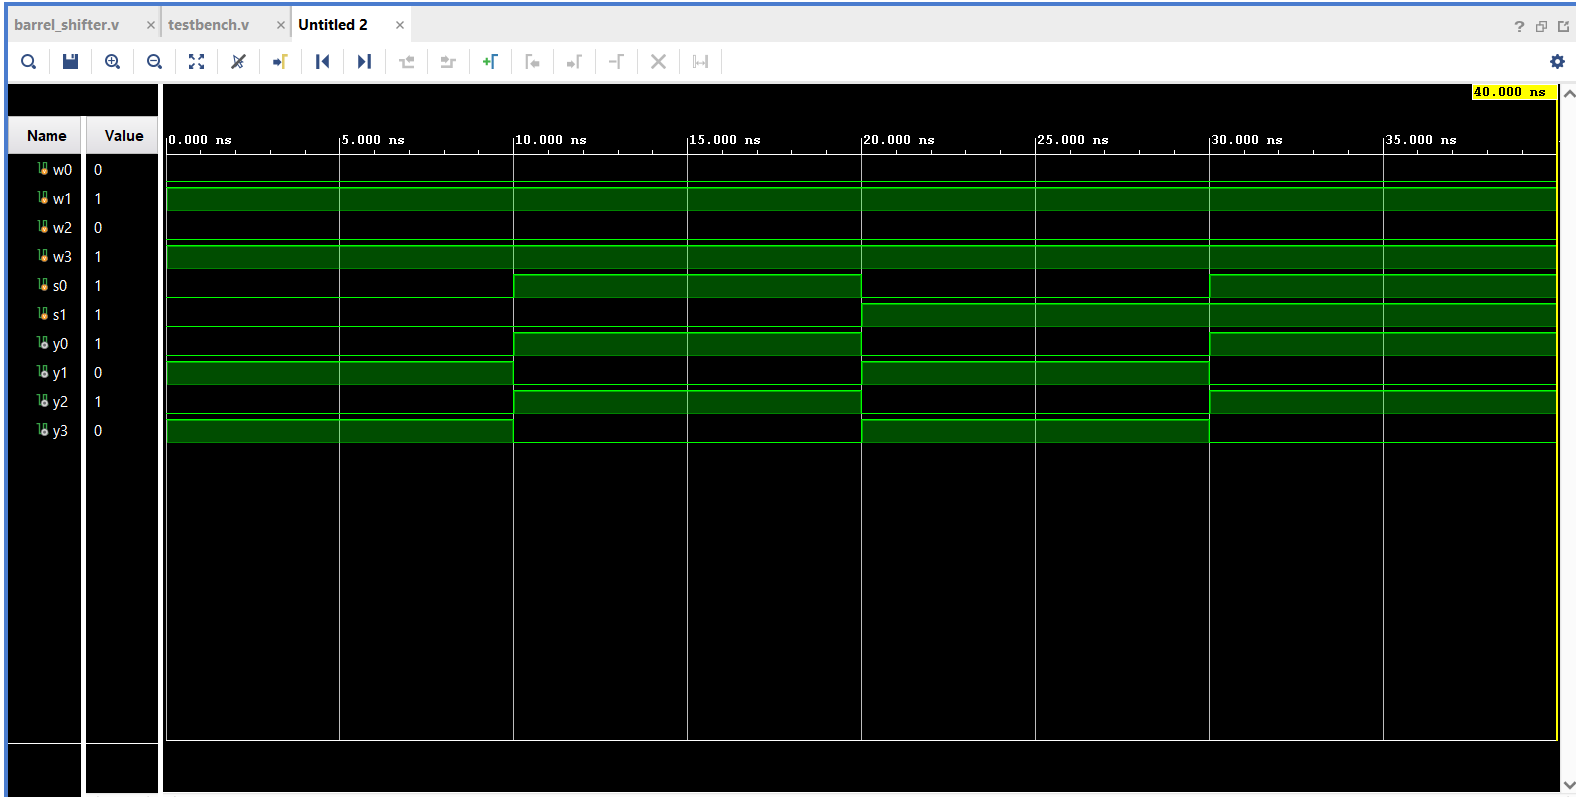 barrel_shifter.v × testbench.v × Untitled 2 ×
?
40.000 ns
Name Value
0.000 ns 5.000 ns 10.000 ns 15.000 ns 20.000 ns 25.000 ns 30.000 ns 35.000 ns
w0 0
w1 1
w2 0
w3 1
s0 1
s1 1
y0 1
y1 0
y2 1
y3 0